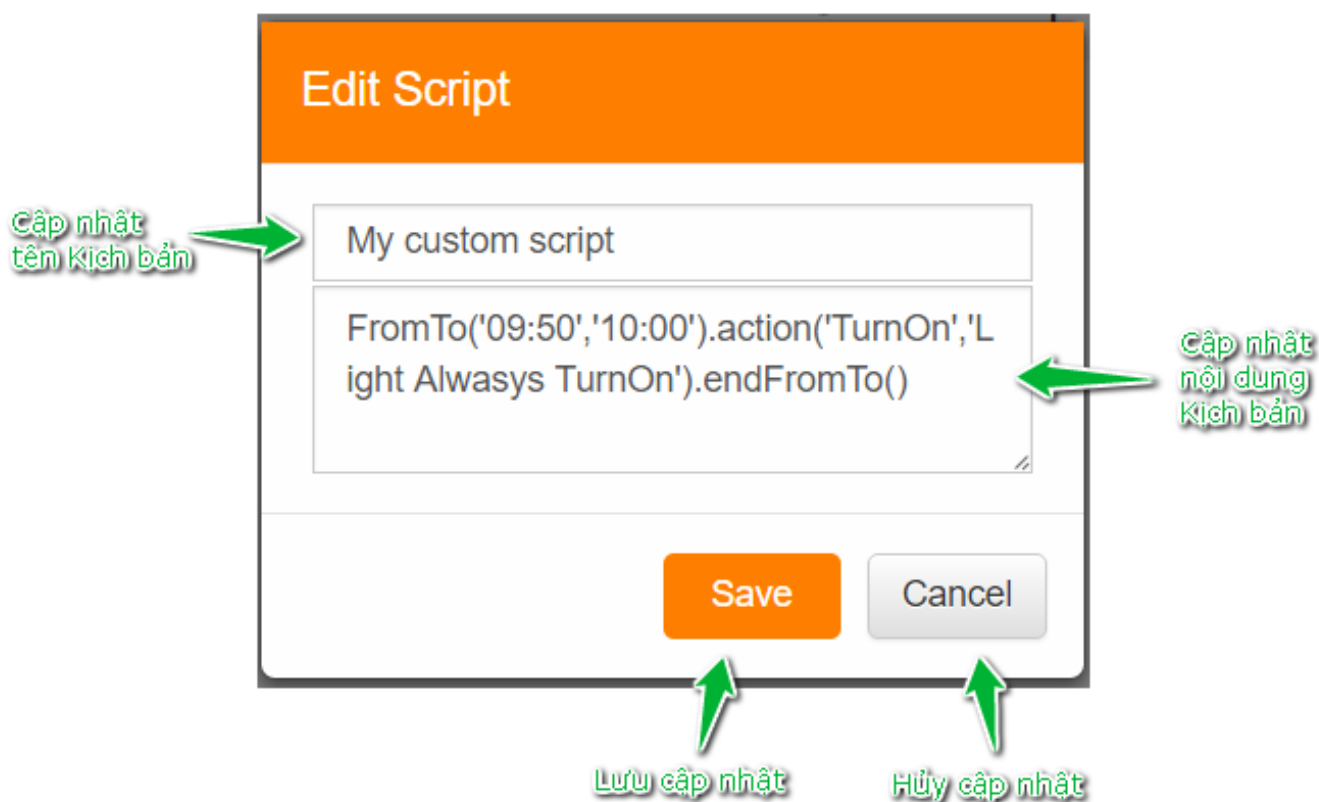 Edit Script
Cập nhật
tên Kịch bản
My custom script
FromTo('09:50','10:00').action('TurnOn','L
ight Alwasys TurnOn').endFromTo()
Cập nhật
nội dung
Kịch bản
Save
Cancel
Lưu cập nhật
Hủy cập nhật